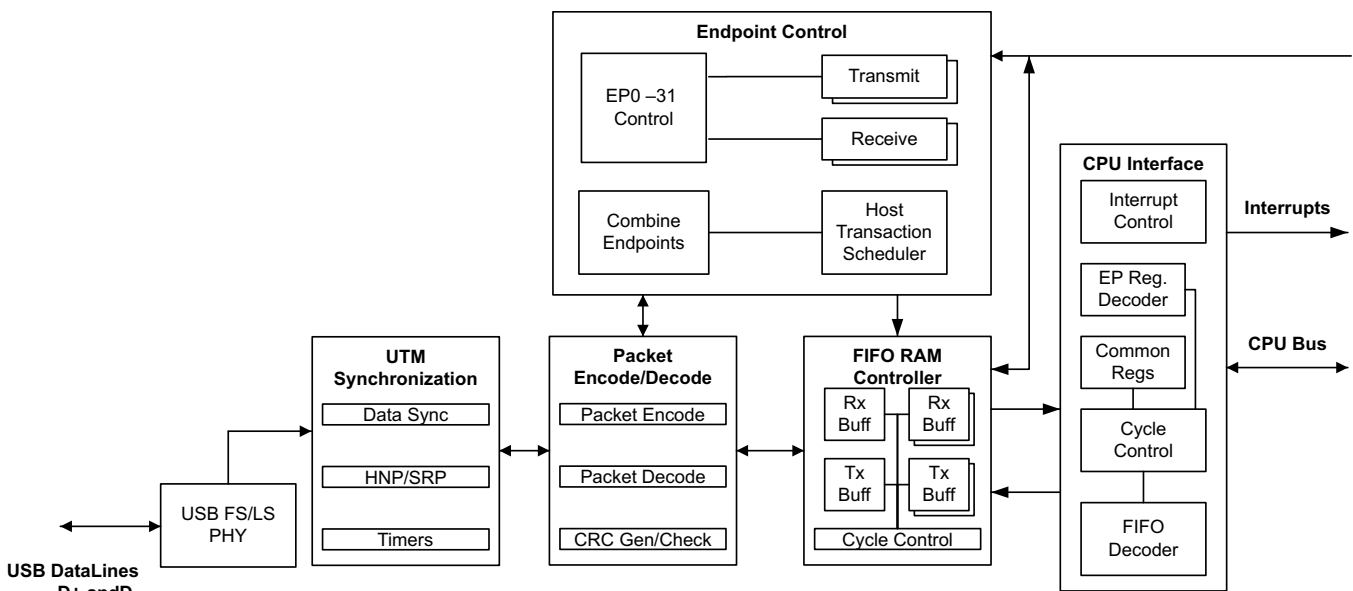 Endpoint Control
EP0 –31
Control
Transmit
Receive
Combine
Endpoints
Host
Transaction
Scheduler
CPU Interface
Interrupt
Control
EP Reg.
Decoder
Common
Regs
Cycle
Control
FIFO
Decoder
Interrupts
CPU Bus
UTM
Synchronization
Data Sync
HNP/SRP
Timers
Packet
Encode/Decode
Packet Encode
Packet Decode
CRC Gen/Check
FIFO RAM
Controller
Rx
Buff
Rx
Buff
Tx
Buff
Tx
Buff
Cycle Control
USB FS/LS
PHY
USB DataLines
D+ andD-